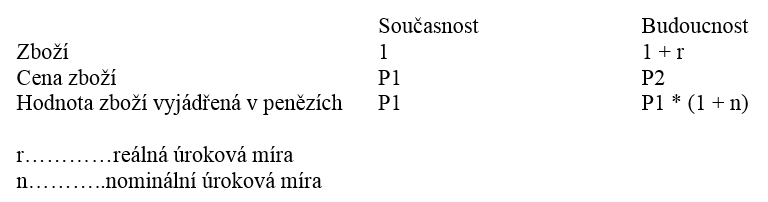 Současnost Budoucnost
Zboží 1 1 + r
Cena zboží P1 P2
Hodnota zboží vyjádřená v penězích P1 P1 * (1 + n)
r…………reálná úroková míra
n………..nominální úroková míra